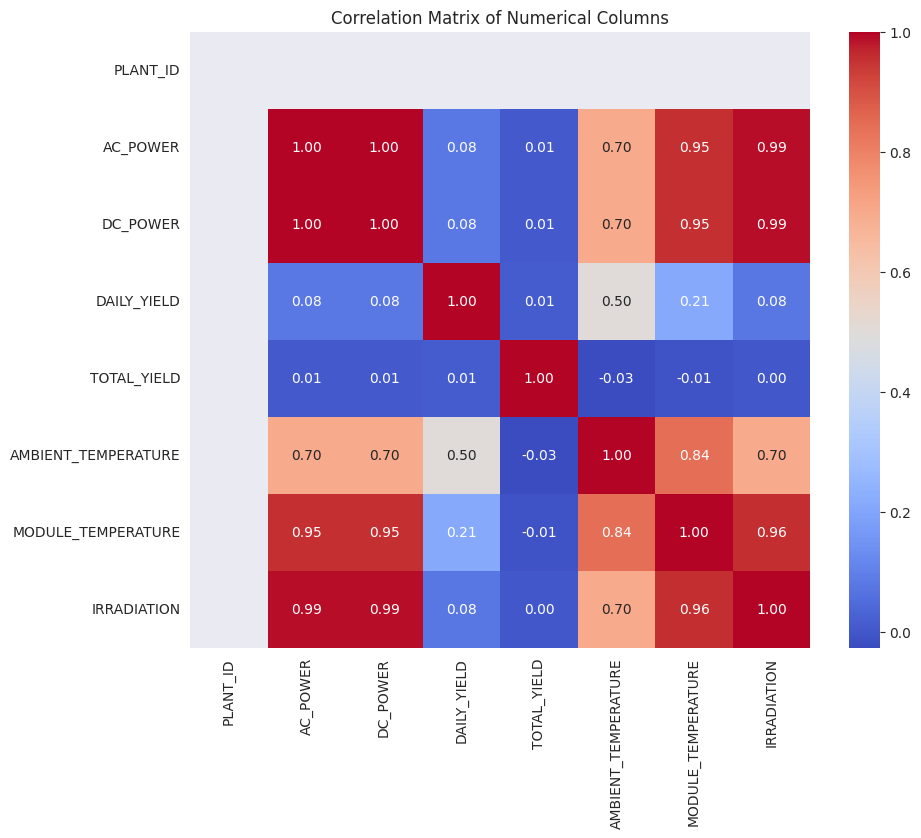 Correlation Matrix of Numerical Columns
PLANT_ID
AC_POWER 1.00 1.00 0.08 0.01 0.70 0.95 0.99
DC_POWER 1.00 1.00 0.08 0.01 0.70 0.95 0.99
DAILY_YIELD 0.08 0.08 1.00 0.01 0.50 0.21 0.08
TOTAL_YIELD 0.01 0.01 0.01 1.00 -0.03 -0.01 0.00
AMBIENT_TEMPERATURE 0.70 0.70 0.50 -0.03 1.00 0.84 0.70
MODULE_TEMPERATURE 0.95 0.95 0.21 -0.01 0.84 1.00 0.96
IRRADIATION 0.99 0.99 0.08 0.00 0.70 0.96 1.00
PLANT_ID
AC_POWER
DC_POWER
DAILY_YIELD
TOTAL_YIELD
AMBIENT_TEMPERATURE
MODULE_TEMPERATURE
IRRADIATION
1.0
0.8
0.6
0.4
0.2
0.0